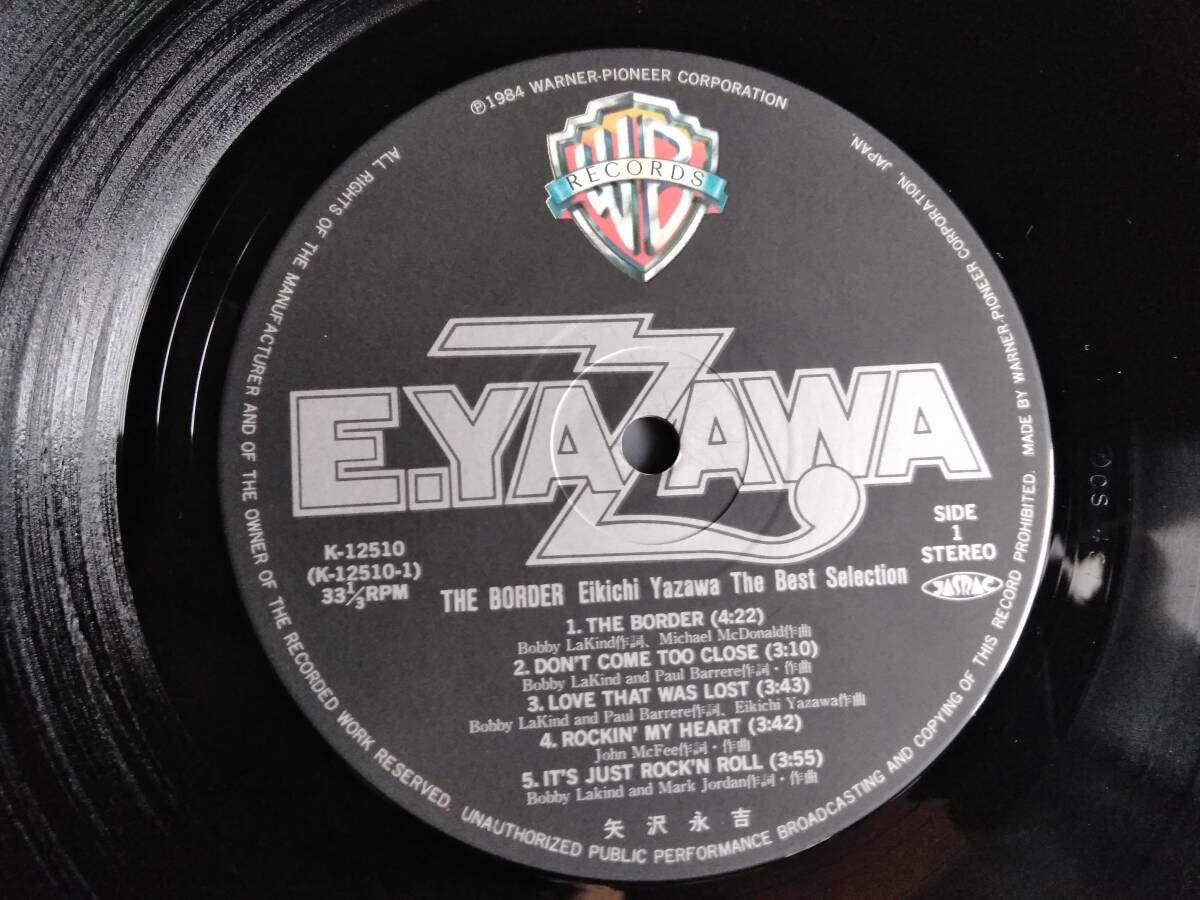 ℗1984 WARNER-PIONEER CORPORATION
WB
RECORDS
E.YAZAWA
K-12510
(K-12510-1)
33⅓RPM
SIDE
1
STEREO
JASRAC
THE BORDER Eikichi Yazawa The Best Selection
1. THE BORDER (4:22)
Bobby LaKind作詞、Michael McDonald作曲
2. DON'T COME TOO CLOSE (3:10)
Bobby LaKind and Paul Barrere作詞・作曲
3. LOVE THAT WAS LOST (3:43)
Bobby LaKind and Paul Barrere作詞、Eikichi Yazawa作曲
4. ROCKIN' MY HEART (3:42)
John McFee作詞・作曲
5. IT'S JUST ROCK'N ROLL (3:55)
Bobby Lakind and Mark Jordan作詞・作曲
矢沢永吉
ALL RIGHTS OF THE MANUFACTURER AND OF THE OWNER OF THE RECORDED WORK RESERVED. UNAUTHORIZED PUBLIC PERFORMANCE BROADCASTING AND COPYING OF THIS RECORD PROHIBITED. MADE BY WARNER-PIONEER CORPORATION, JAPAN.